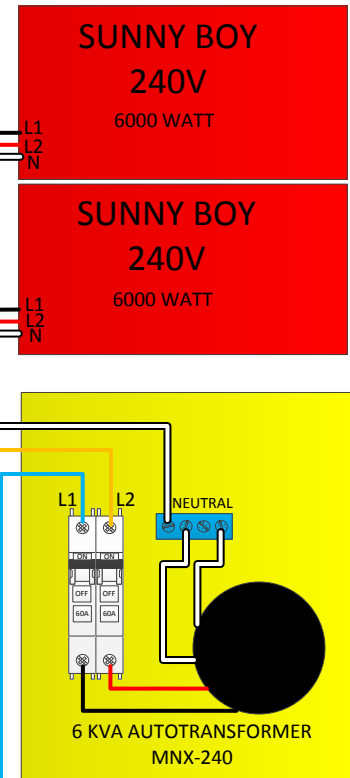 SUNNY BOY
240V
6000 WATT
L1
L2
N
SUNNY BOY
240V
6000 WATT
L1
L2
N
L1 L2 NEUTRAL
ON ON
OFF OFF
60A 60A
6 KVA AUTOTRANSFORMER
MNX-240